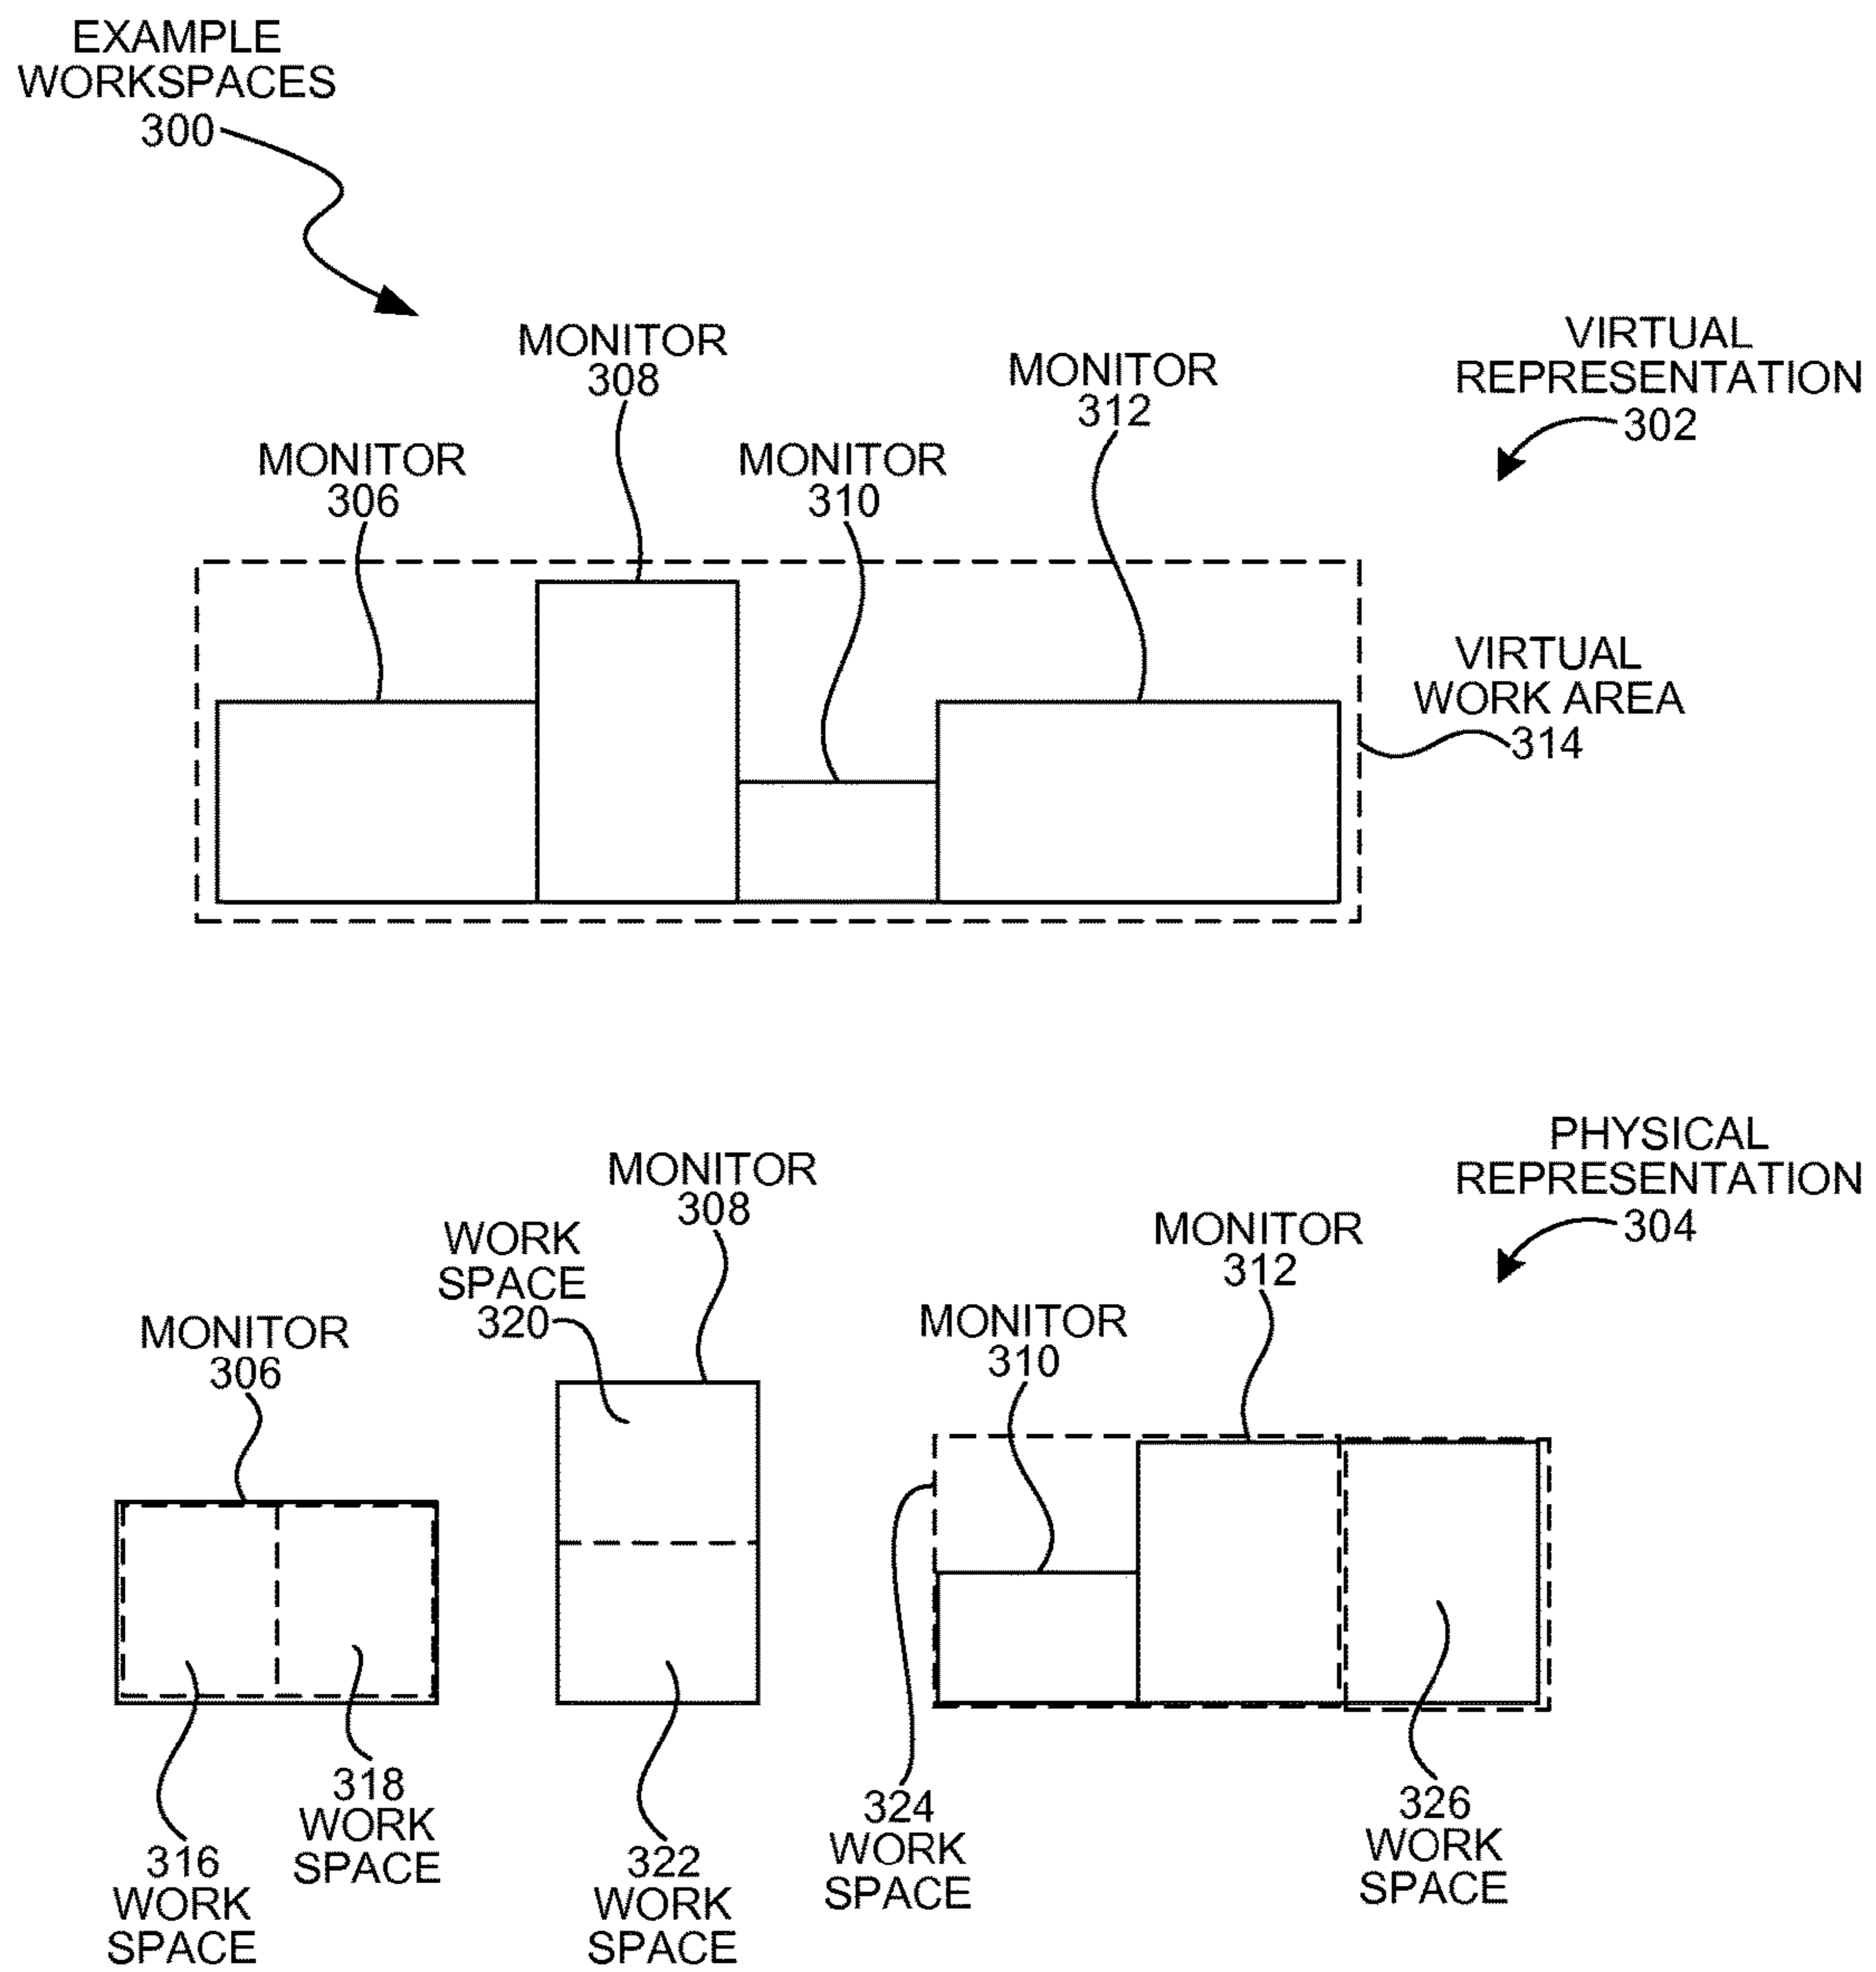 EXAMPLE
WORKSPACES
300
VIRTUAL
REPRESENTATION
302
MONITOR
308
MONITOR
312
MONITOR
306
MONITOR
310
VIRTUAL
WORK AREA
314
PHYSICAL
REPRESENTATION
304
MONITOR
308
WORK
SPACE
320
MONITOR
312
MONITOR
306
MONITOR
310
318
WORK
SPACE
316
WORK
SPACE
322
WORK
SPACE
324
WORK
SPACE
326
WORK
SPACE